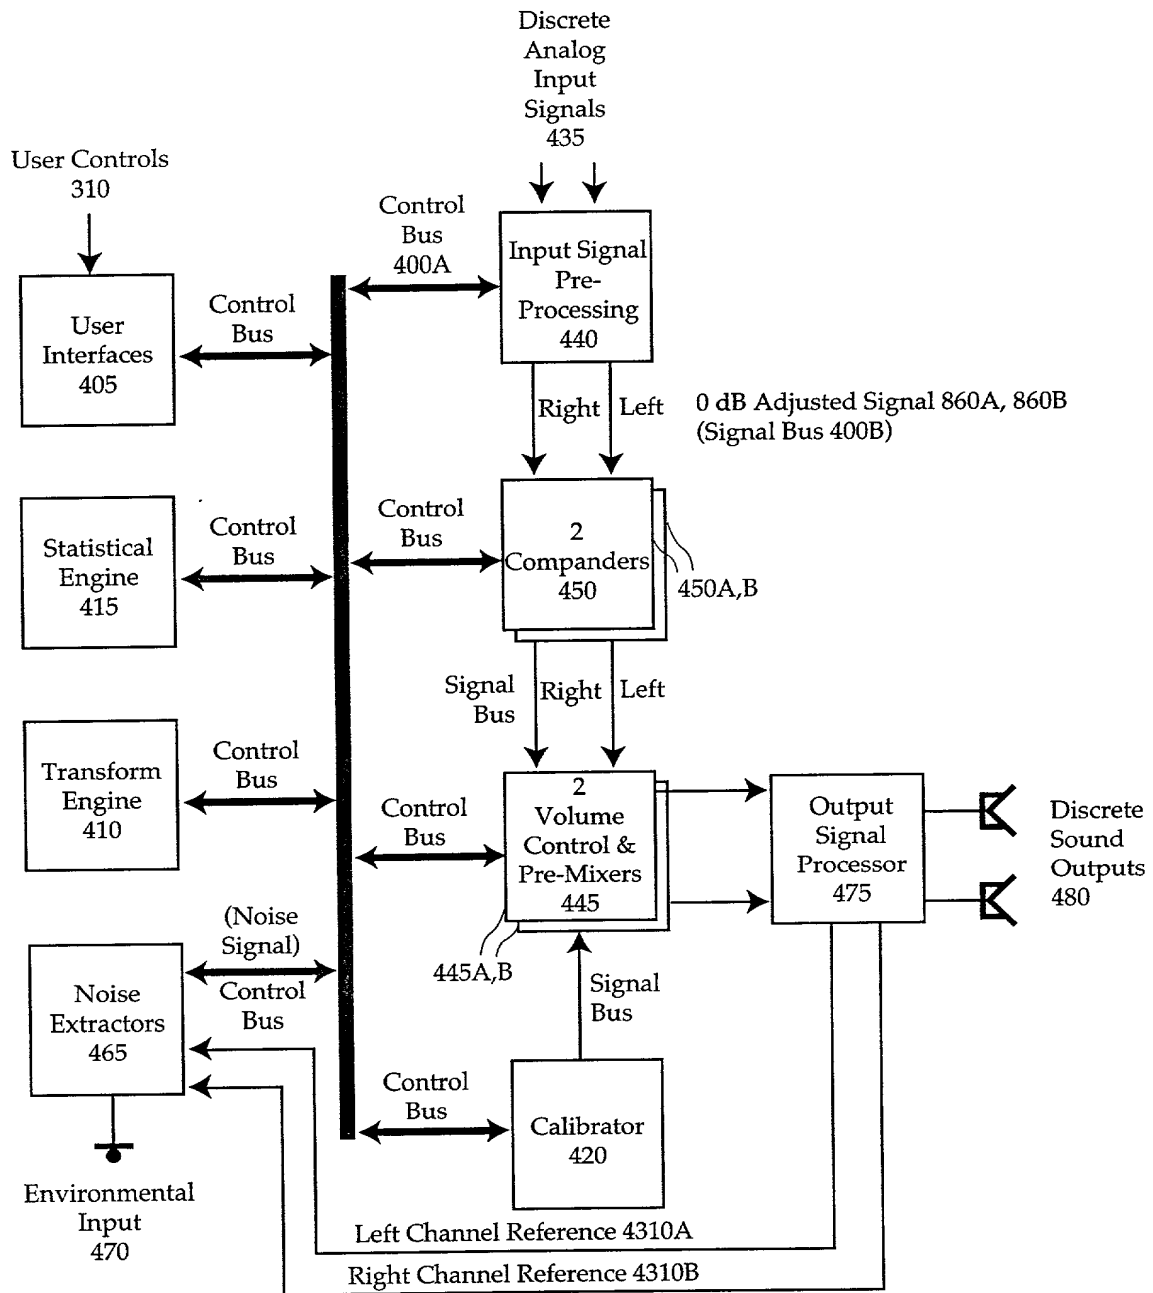 Discrete
Analog
Input
Signals
435
User Controls
310
Control
Bus
400A
Input Signal
Pre-
Processing
440
User
Interfaces
405
Control
Bus
Right
Left
0 dB Adjusted Signal 860A, 860B
(Signal Bus 400B)
Statistical
Engine
415
Control
Bus
Control
Bus
2
Companders
450
450A,B
Signal
Bus
Right
Left
Transform
Engine
410
Control
Bus
Control
Bus
2
Volume
Control &
Pre-Mixers
445
445A,B
Output
Signal
Processor
475
Discrete
Sound
Outputs
480
(Noise
Signal)
Control
Bus
Noise
Extractors
465
Signal
Bus
Control
Bus
Calibrator
420
Environmental
Input
470
Left Channel Reference 4310A
Right Channel Reference 4310B